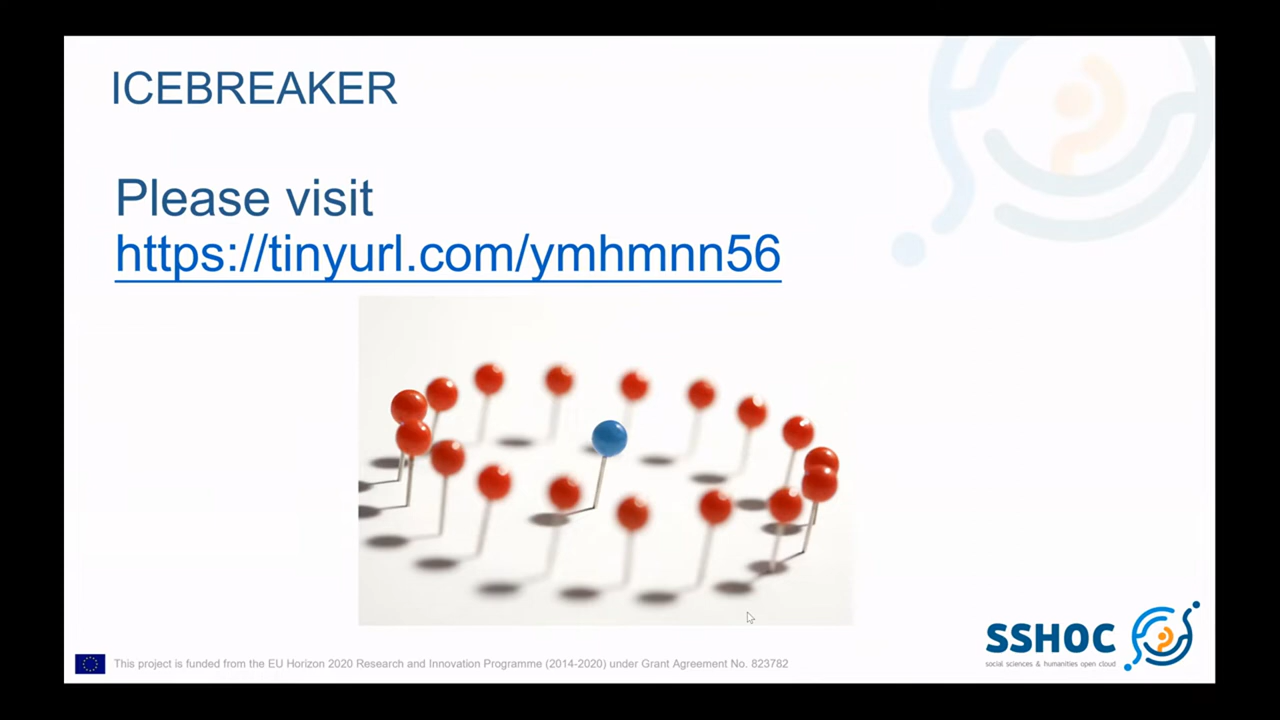 ICEBREAKER
Please visit
https://tinyurl.com/ymhmnn56
SSHOC
social sciences & humanities open cloud
This project is funded from the EU Horizon 2020 Research and Innovation Programme (2014-2020) under Grant Agreement No. 823782